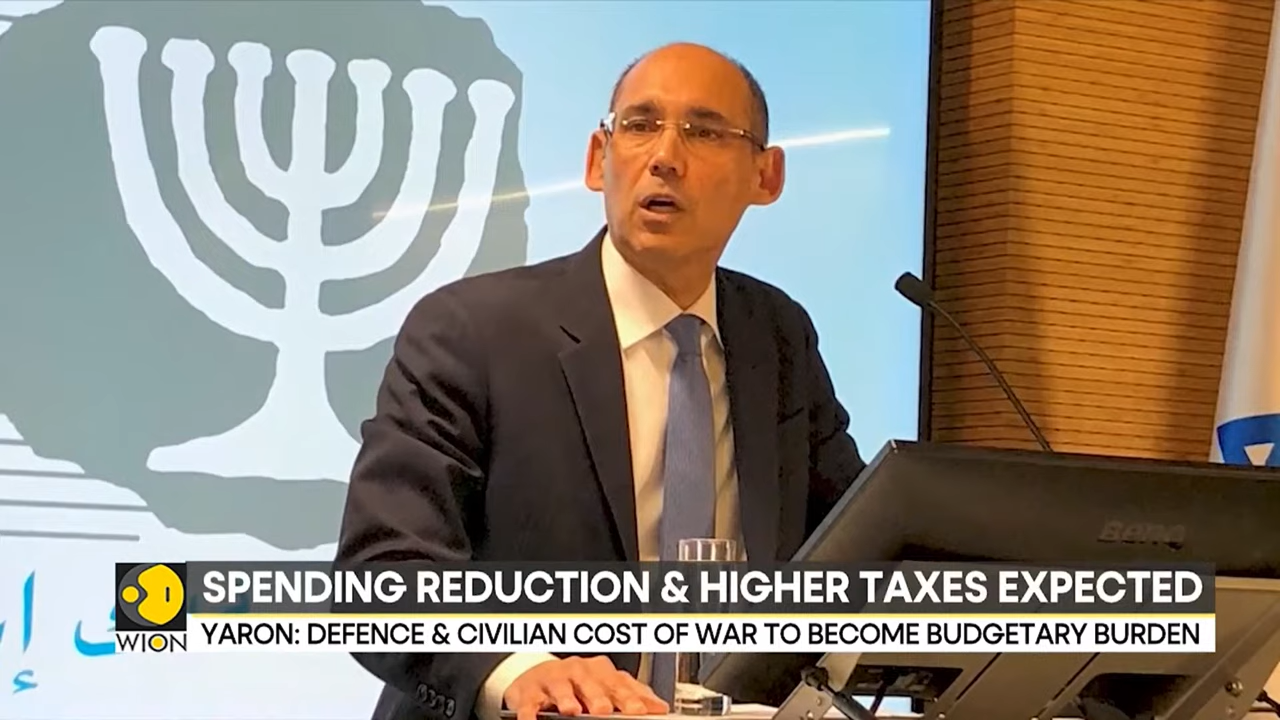 SPENDING REDUCTION & HIGHER TAXES EXPECTED
YARON: DEFENCE & CIVILIAN COST OF WAR TO BECOME BUDGETARY BURDEN
WION
BenQ